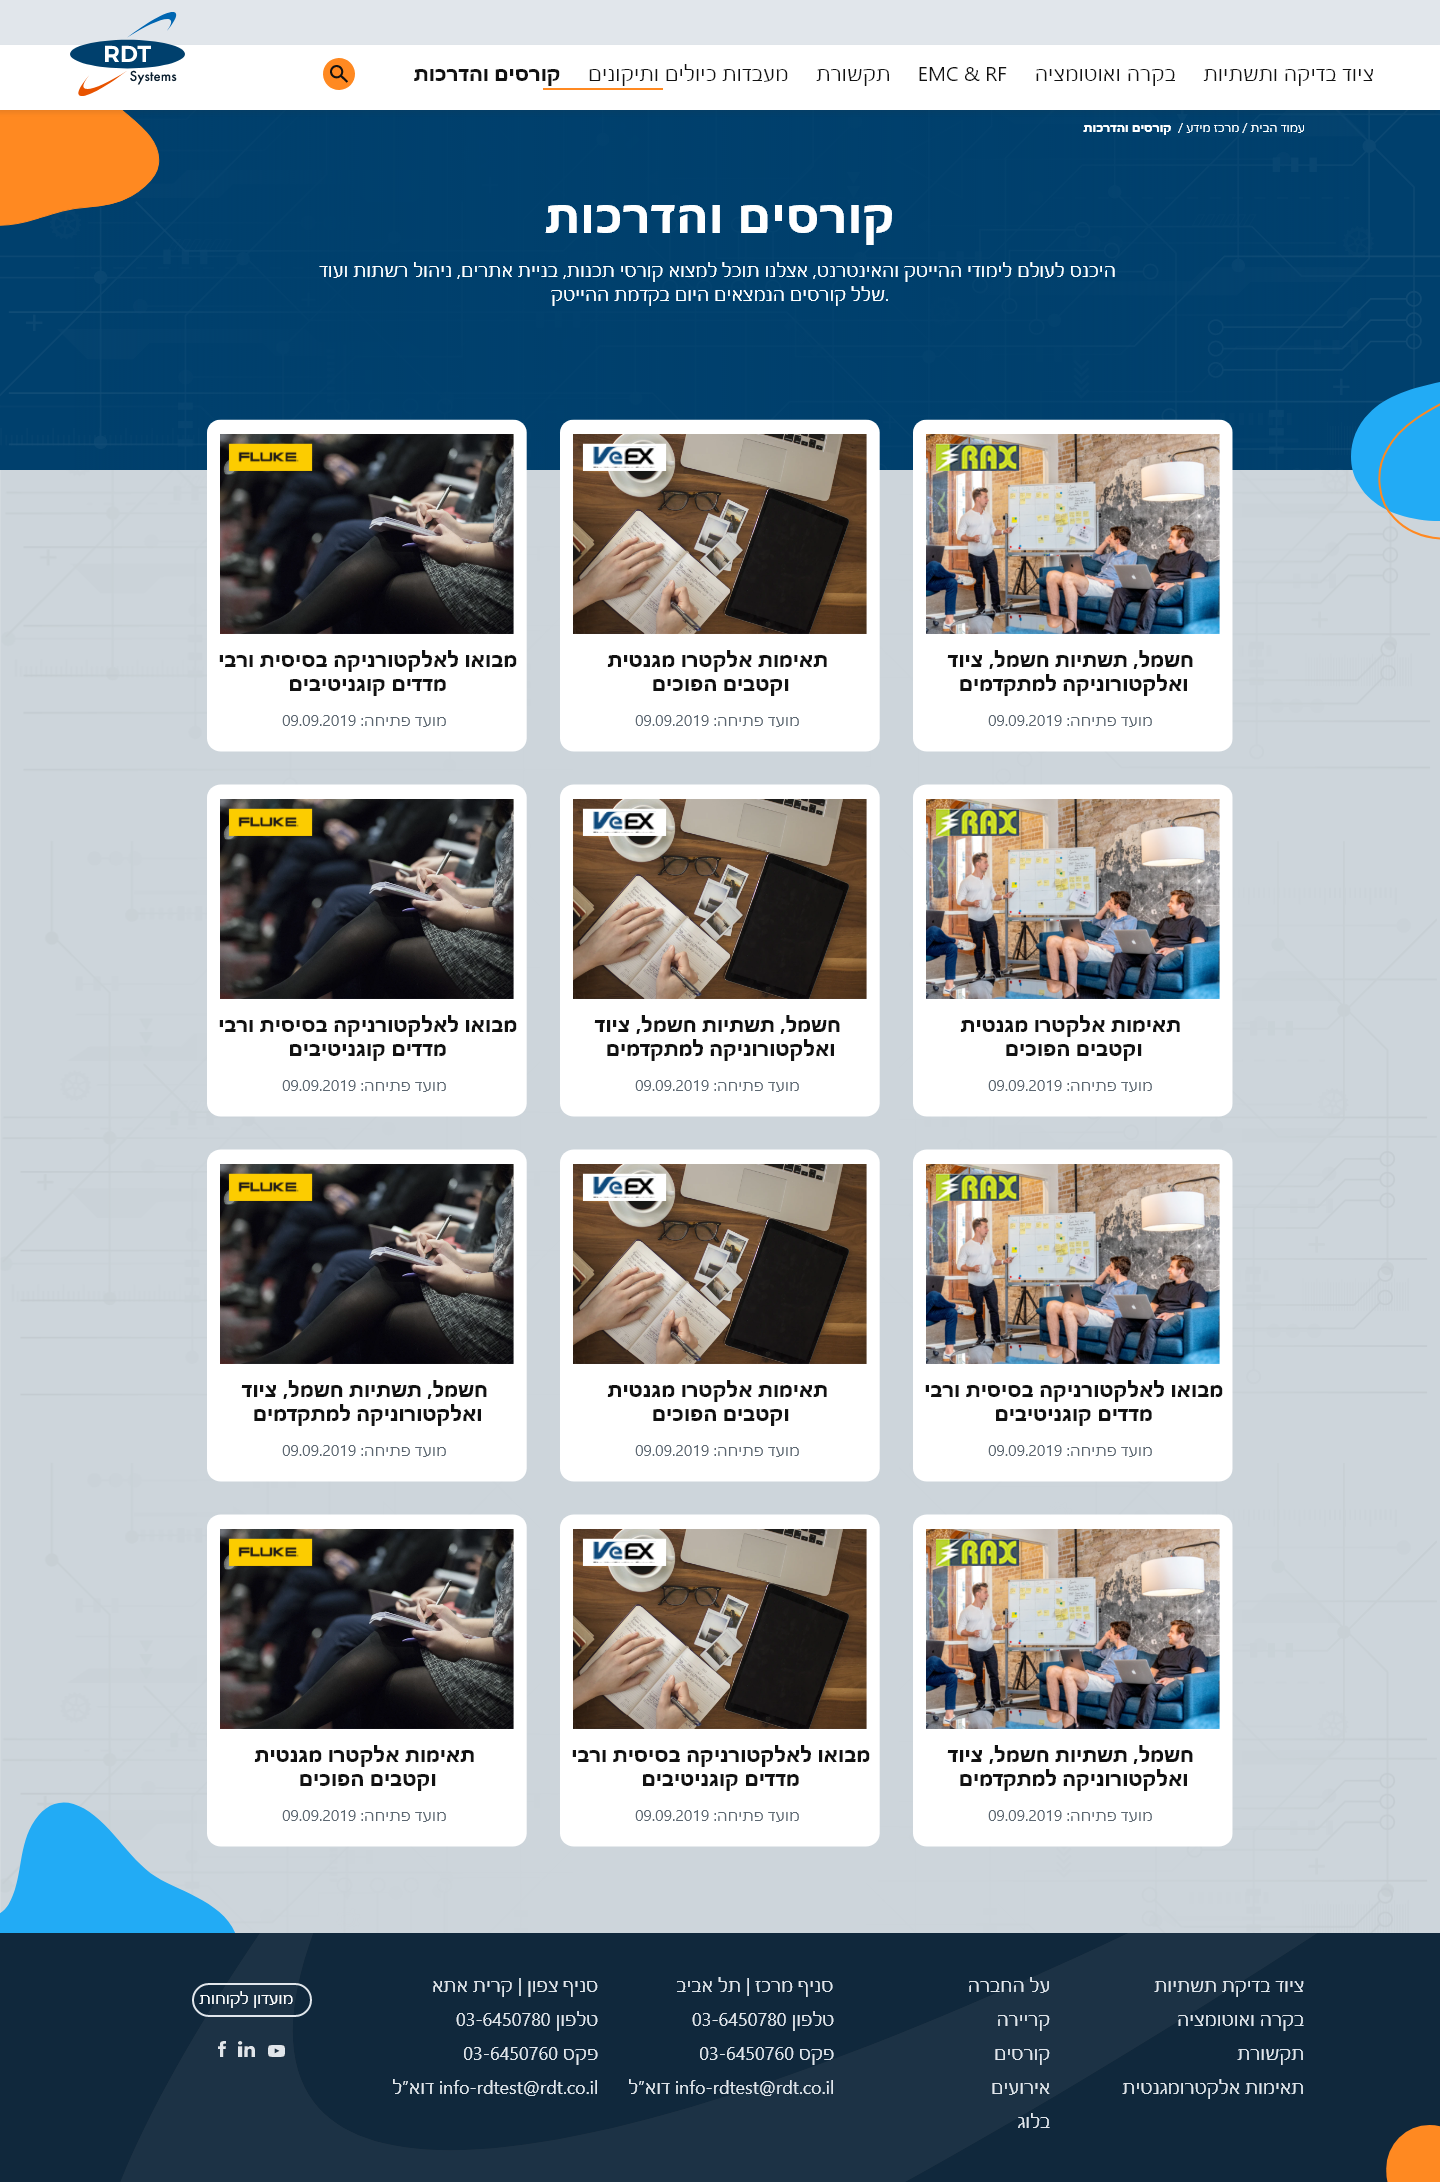 RDT
Systems
ציוד בדיקה ותשתיות
בקרה ואוטומציה
EMC & RF
תקשורת
מעבדות כיולים ותיקונים
קורסים והדרכות
עמוד הבית / מרכז מידע / קורסים והדרכות
קורסים והדרכות
היכנס לעולם לימודי ההייטק והאינטרנט, אצלנו תוכל למצוא קורסי תכנות, בניית אתרים, ניהול רשתות ועוד
שלל קורסים הנמצאים היום בקדמת ההייטק.
RAX
חשמל, תשתיות חשמל, ציוד
ואלקטורוניקה למתקדמים
מועד פתיחה: 09.09.2019
VeEX
תאימות אלקטרו מגנטית
וקטבים הפוכים
מועד פתיחה: 09.09.2019
FLUKE
מבואו לאלקטורניקה בסיסית ורבי
מדדים קוגניטיבים
מועד פתיחה: 09.09.2019
RAX
תאימות אלקטרו מגנטית
וקטבים הפוכים
מועד פתיחה: 09.09.2019
VeEX
חשמל, תשתיות חשמל, ציוד
ואלקטורוניקה למתקדמים
מועד פתיחה: 09.09.2019
FLUKE
מבואו לאלקטורניקה בסיסית ורבי
מדדים קוגניטיבים
מועד פתיחה: 09.09.2019
RAX
מבואו לאלקטורניקה בסיסית ורבי
מדדים קוגניטיבים
מועד פתיחה: 09.09.2019
VeEX
תאימות אלקטרו מגנטית
וקטבים הפוכים
מועד פתיחה: 09.09.2019
FLUKE
חשמל, תשתיות חשמל, ציוד
ואלקטורוניקה למתקדמים
מועד פתיחה: 09.09.2019
RAX
חשמל, תשתיות חשמל, ציוד
ואלקטורוניקה למתקדמים
מועד פתיחה: 09.09.2019
VeEX
מבואו לאלקטורניקה בסיסית ורבי
מדדים קוגניטיבים
מועד פתיחה: 09.09.2019
FLUKE
תאימות אלקטרו מגנטית
וקטבים הפוכים
מועד פתיחה: 09.09.2019
ציוד בדיקת תשתיות
בקרה ואוטומציה
תקשורת
תאימות אלקטרומגנטית
על החברה
קריירה
קורסים
אירועים
בלוג
סניף מרכז | תל אביב
טלפון 03-6450780
פקס 03-6450760
info-rdtest@rdt.co.il דוא"ל
סניף צפון | קרית אתא
טלפון 03-6450780
פקס 03-6450760
info-rdtest@rdt.co.il דוא"ל
מועדון לקוחות